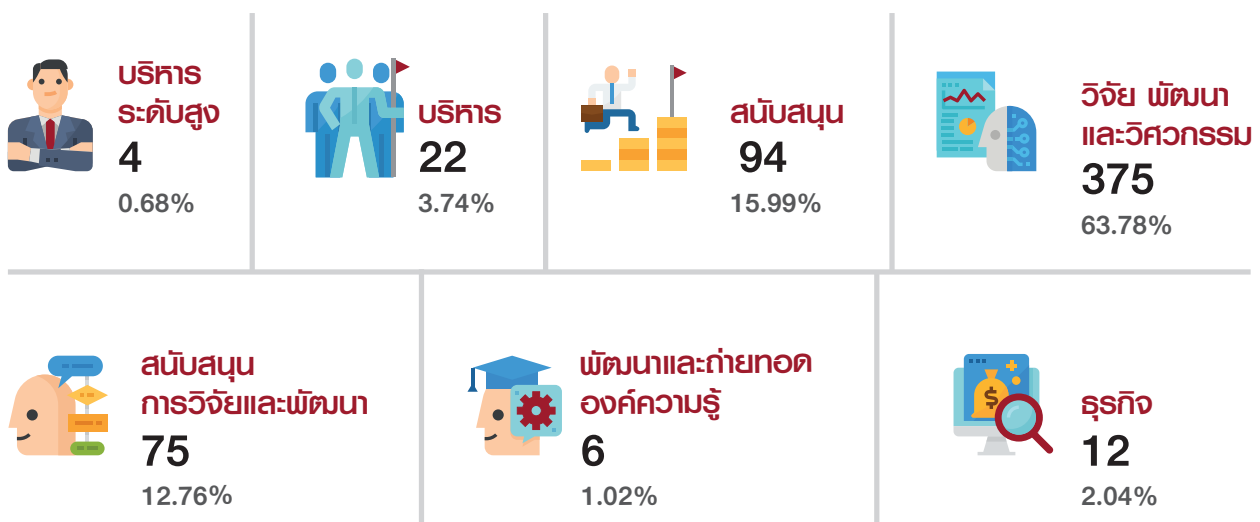 บริหาร
ระดับสูง
4
0.68%
บริหาร
22
3.74%
สนับสนุน
94
15.99%
วิจัย พัฒนา
และวิศวกรรม
375
63.78%
สนับสนุน
การวิจัยและพัฒนา
75
12.76%
พัฒนาและถ่ายทอด
องค์ความรู้
6
1.02%
$
ธุรกิจ
12
2.04%